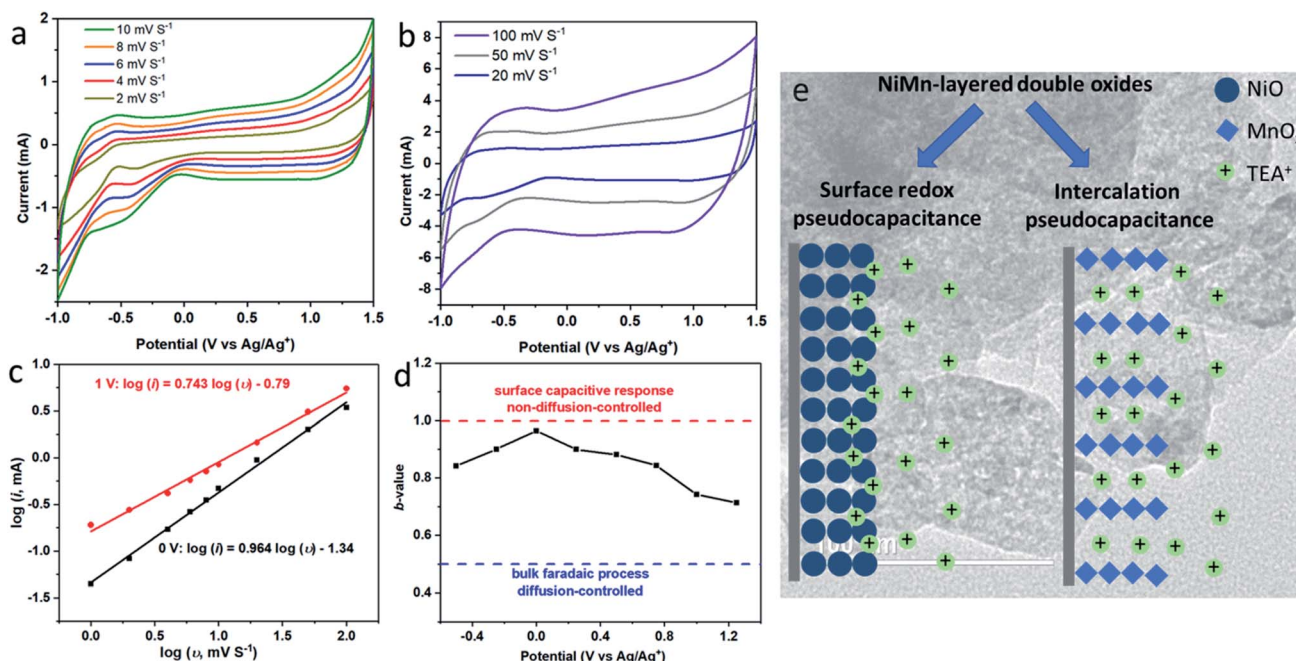 a
10 mV S⁻¹
8 mV S⁻¹
6 mV S⁻¹
4 mV S⁻¹
2 mV S⁻¹
2
1
0
-1
-2
Current (mA)
-1.0 -0.5 0.0 0.5 1.0 1.5
Potential (V vs Ag/Ag⁺)
b
100 mV S⁻¹
50 mV S⁻¹
20 mV S⁻¹
8
6
4
2
0
-2
-4
-6
-8
Current (mA)
-1.0 -0.5 0.0 0.5 1.0 1.5
Potential (V vs Ag/Ag⁺)
c
1 V: log (i) = 0.743 log (υ) - 0.79
0 V: log (i) = 0.964 log (υ) - 1.34
1.0
0.5
0.0
-0.5
-1.0
-1.5
log (i, mA)
0.0 0.5 1.0 1.5 2.0
log (υ, mV S⁻¹)
d
surface capacitive response
non-diffusion-controlled
bulk faradaic process
diffusion-controlled
1.2
1.0
0.8
0.6
0.4
b-value
-0.4 0.0 0.4 0.8 1.2
Potential (V vs Ag/Ag⁺)
e
NiMn-layered double oxides
NiO
MnO
TEA⁺
Surface redox
pseudocapacitance
Intercalation
pseudocapacitance